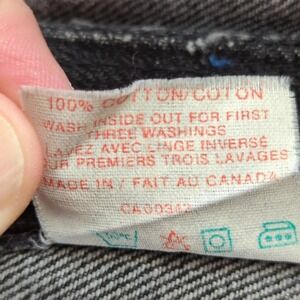 100% COTTON/COTON
WASH INSIDE OUT FOR FIRST
THREE WASHINGS
LAVEZ AVEC LINGE INVERSÉ
POUR PREMIERS TROIS LAVAGES
MADE IN / FAIT AU CANADA